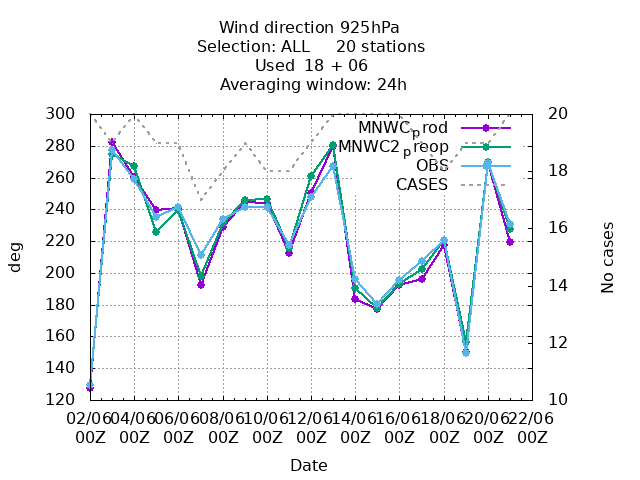 Wind direction 925hPa
Selection: ALL     20 stations
Used  18 + 06
Averaging window: 24h
300
280
260
240
220
200
180
160
140
120
deg
20
18
16
14
12
10
No cases
MNWC_prod
MNWC2_preop
OBS
CASES
02/06 04/06 06/06 08/06 10/06 12/06 14/06 16/06 18/06 20/06 22/06
00Z 00Z 00Z 00Z 00Z 00Z 00Z 00Z 00Z 00Z 00Z
Date